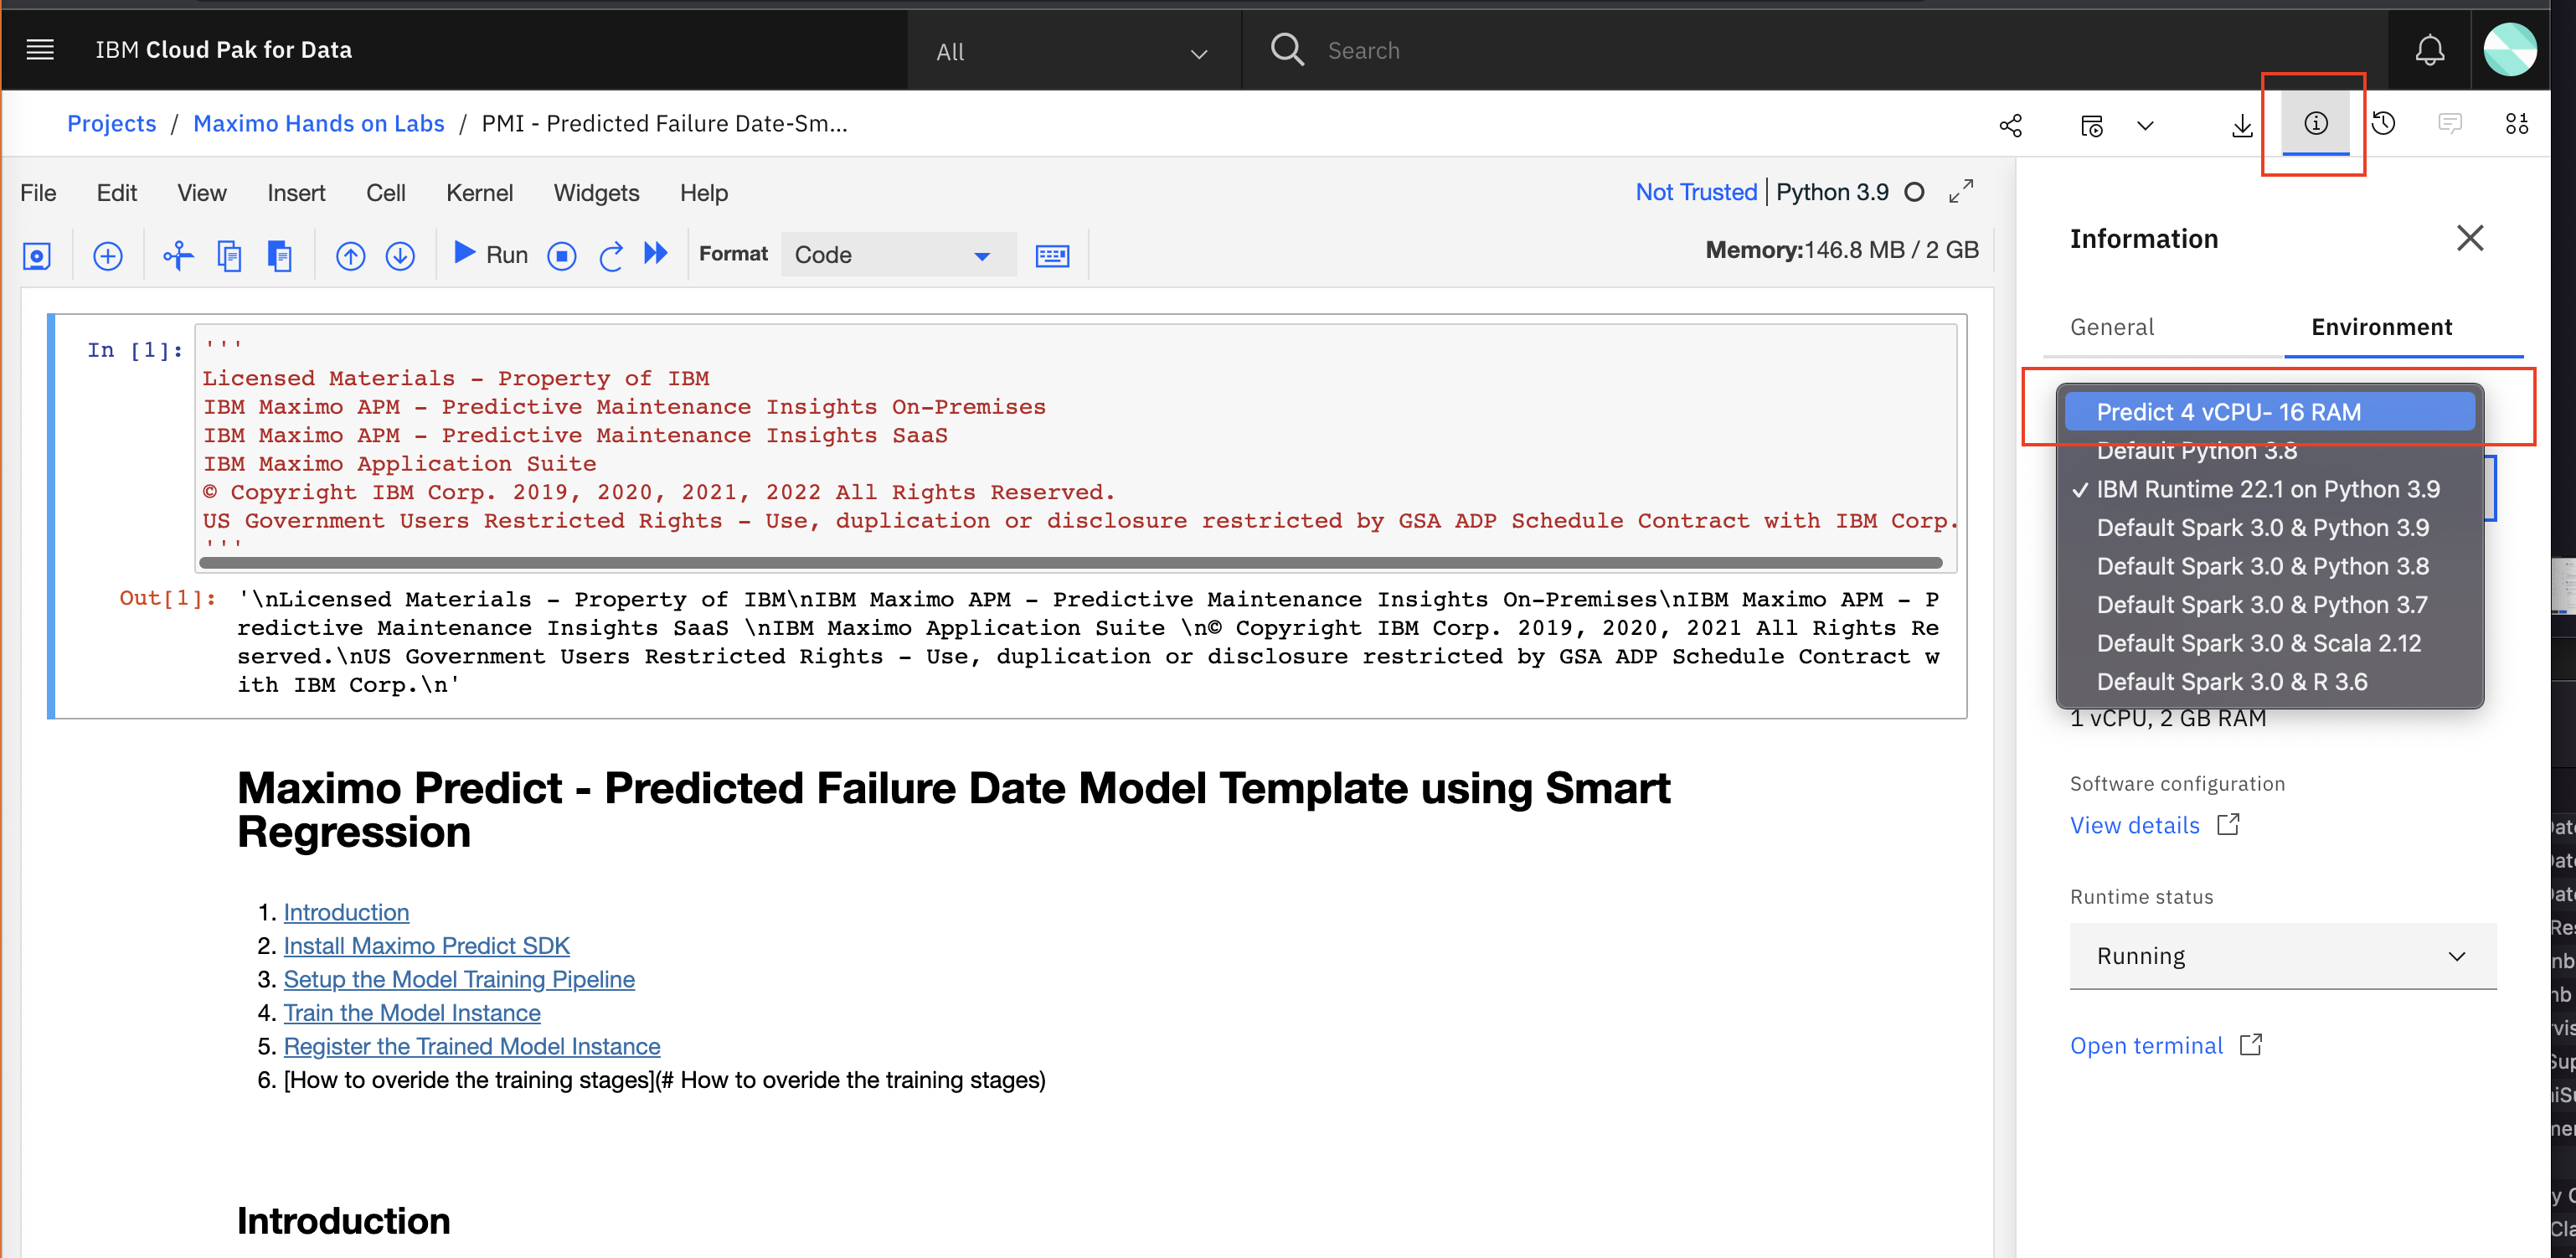 IBM Cloud Pak for Data
All
Search
Projects / Maximo Hands on Labs / PMI - Predicted Failure Date-Sm...
File Edit View Insert Cell Kernel Widgets Help
Not Trusted | Python 3.9
Run
Format Code
Memory:146.8 MB / 2 GB
In [1]:
'''
Licensed Materials - Property of IBM
IBM Maximo APM - Predictive Maintenance Insights On-Premises
IBM Maximo APM - Predictive Maintenance Insights SaaS
IBM Maximo Application Suite
© Copyright IBM Corp. 2019, 2020, 2021, 2022 All Rights Reserved.
US Government Users Restricted Rights - Use, duplication or disclosure restricted by GSA ADP Schedule Contract with IBM Corp.
'''
Out[1]:
'\nLicensed Materials - Property of IBM\nIBM Maximo APM - Predictive Maintenance Insights On-Premises\nIBM Maximo APM - P
redictive Maintenance Insights SaaS \nIBM Maximo Application Suite \n© Copyright IBM Corp. 2019, 2020, 2021 All Rights Re
served.\nUS Government Users Restricted Rights - Use, duplication or disclosure restricted by GSA ADP Schedule Contract w
ith IBM Corp.\n'
Maximo Predict - Predicted Failure Date Model Template using Smart
Regression
1. Introduction
2. Install Maximo Predict SDK
3. Setup the Model Training Pipeline
4. Train the Model Instance
5. Register the Trained Model Instance
6. [How to overide the training stages](# How to overide the training stages)
Introduction
Information
General Environment
Predict 4 vCPU- 16 RAM
Default Python 3.8
✓ IBM Runtime 22.1 on Python 3.9
Default Spark 3.0 & Python 3.9
Default Spark 3.0 & Python 3.8
Default Spark 3.0 & Python 3.7
Default Spark 3.0 & Scala 2.12
Default Spark 3.0 & R 3.6
1 vCPU, 2 GB RAM
Software configuration
View details
Runtime status
Running
Open terminal